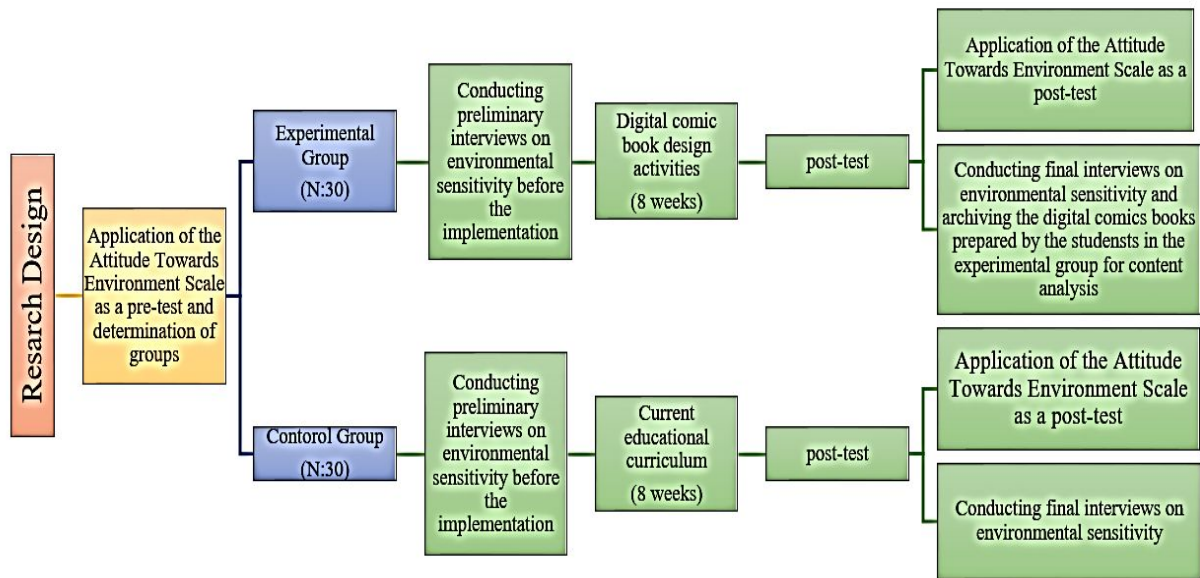 Resarch Design
Application of the
Attitude Towards
Environment Scale
as a pre-test and
determination of
groups
Experimental
Group
(N:30)
Conducting
preliminary
interviews on
environmental
sensitivity before
the
implementation
Digital comic
book design
activities
(8 weeks)
post-test
Application of the Attitude
Towards Environment Scale as a
post-test
Conducting final interviews on
environmental sensitivity and
archiving the digital comics books
prepared by the studensts in the
experimental group for content
analysis
Contorol Group
(N:30)
Conducting
preliminary
interviews on
environmental
sensitivity before
the
implementation
Current
educational
curriculum
(8 weeks)
post-test
Application of the Attitude
Towards Environment Scale
as a post-test
Conducting final interviews on
environmental sensitivity